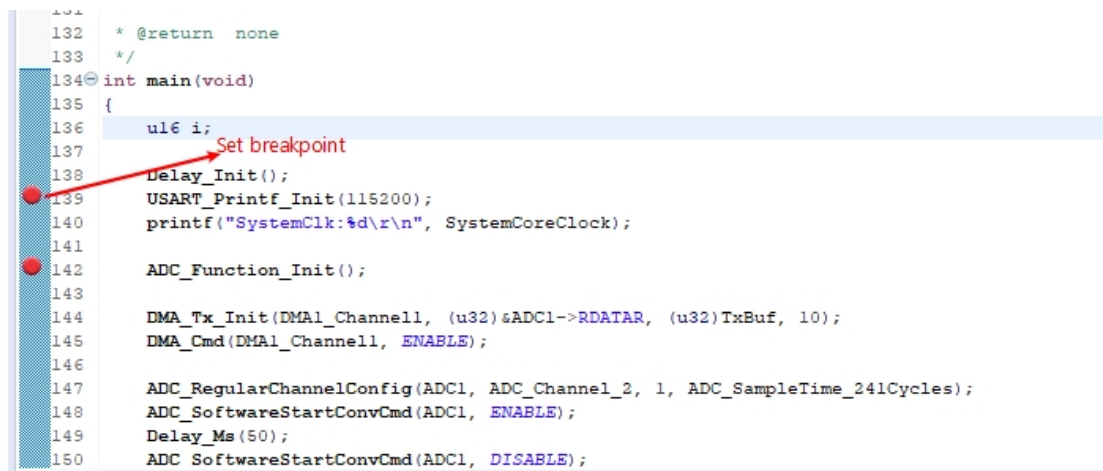 131
132 * @return none
133 */
134 int main(void)
135 {
136 u16 i;
137 Set breakpoint
138 Delay_Init();
139 USART_Printf_Init(115200);
140 printf("SystemClk:%d\r\n", SystemCoreClock);
141
142 ADC_Function_Init();
143
144 DMA_Tx_Init(DMA1_Channel1, (u32)&ADC1->RDATAR, (u32)TxBuf, 10);
145 DMA_Cmd(DMA1_Channel1, ENABLE);
146
147 ADC_RegularChannelConfig(ADC1, ADC_Channel_2, 1, ADC_SampleTime_241Cycles);
148 ADC_SoftwareStartConvCmd(ADC1, ENABLE);
149 Delay_Ms(50);
150 ADC_SoftwareStartConvCmd(ADC1, DISABLE);